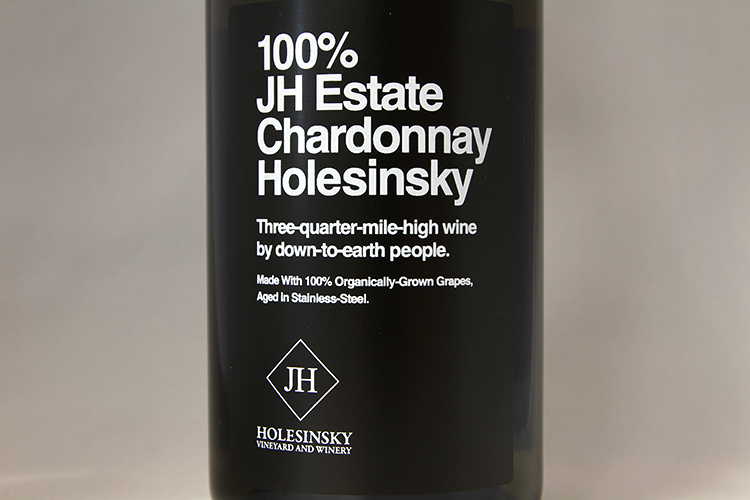 100%
JH Estate
Chardonnay
Holesinsky
Three-quarter-mile-high wine
by down-to-earth people.
Made With 100% Organically-Grown Grapes,
Aged in Stainless-Steel.
JH
HOLESINSKY
VINEYARD AND WINERY